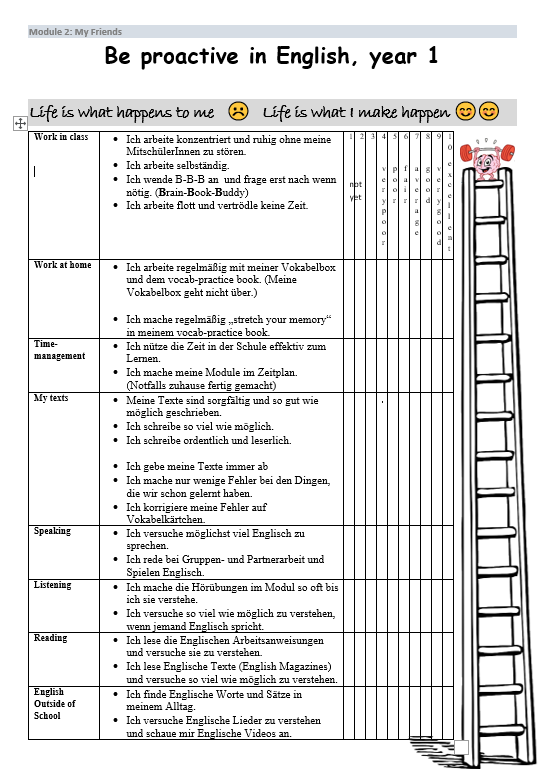 Module 2: My Friends
Be proactive in English, year 1
Life is what happens to me Life is what I make happen
Work in class
Ich arbeite konzentriert und ruhig ohne meine
MitschülerInnen zu stören.
Ich arbeite selbständig.
Ich wende B-B-B an und frage erst nach wenn
nötig. (Brain-Book-Buddy)
Ich arbeite flott und vertrödle keine Zeit.
1 2 3 4 5 6 7 8 9 10
not yet
very poor
poor
fair
average
good
very good
excellent
Work at home
Ich arbeite regelmäßig mit meiner Vokabelbox
und dem vocab-practice book. (Meine
Vokabelbox geht nicht über.)
Ich mache regelmäßig „stretch your memory“
in meinem vocab-practice book.
Time-
management
Ich nütze die Zeit in der Schule effektiv zum
Lernen.
Ich mache meine Module im Zeitplan.
(Notfalls zuhause fertig gemacht)
My texts
Meine Texte sind sorgfältig und so gut wie
möglich geschrieben.
Ich schreibe so viel wie möglich.
Ich schreibe ordentlich und leserlich.
Ich gebe meine Texte immer ab
Ich mache nur wenige Fehler bei den Dingen,
die wir schon gelernt haben.
Ich korrigiere meine Fehler auf
Vokabelkärtchen.
Speaking
Ich versuche möglichst viel Englisch zu
sprechen.
Ich rede bei Gruppen- und Partnerarbeit und
Spielen Englisch.
Listening
Ich mache die Hörübungen im Modul so oft bis
ich sie verstehe.
Ich versuche so viel wie möglich zu verstehen,
wenn jemand Englisch spricht.
Reading
Ich lese die Englischen Arbeitsanweisungen
und versuche sie zu verstehen.
Ich lese Englische Texte (English Magazines)
und versuche so viel wie möglich zu verstehen.
English
Outside of
School
Ich finde Englische Worte und Sätze in
meinem Alltag.
Ich versuche Englische Lieder zu verstehen
und schaue mir Englische Videos an.